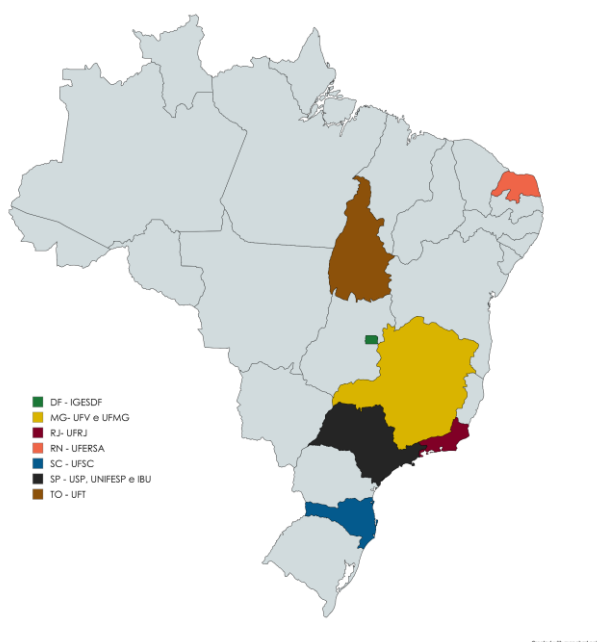 DF - IGESDF
MG- UFV e UFMG
RJ- UFRJ
RN - UFERSA
SC - UFSC
SP - USP, UNIFESP e IBU
TO - UFT